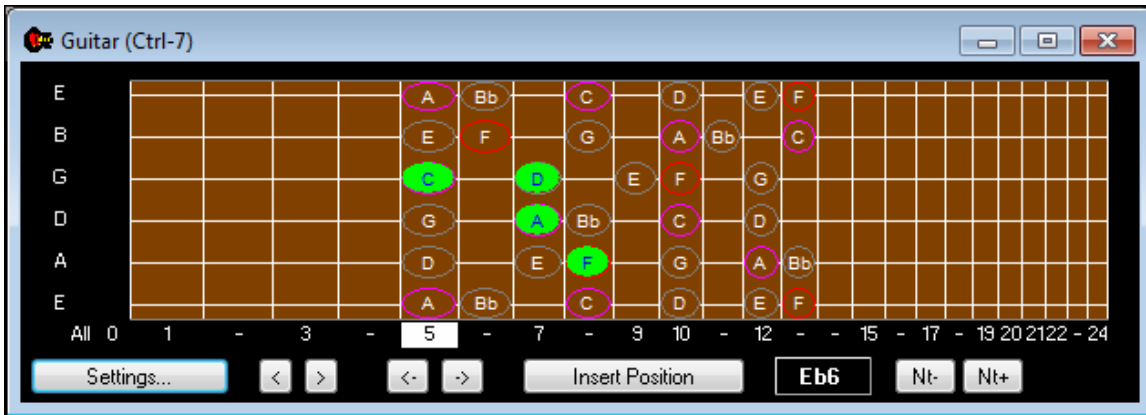 Guitar (Ctrl-7)
E A Bb C D E F
B E F G A Bb C
G C D E F G
D G A Bb C D
A D E F G A Bb
E A Bb C D E F
All 0 1 - 3 - 5 - 7 - 9 10 - 12 - - 15 - 17 - 19 20 21 22 - 24
Settings... < > <- -> Insert Position Eb6 Nt- Nt+